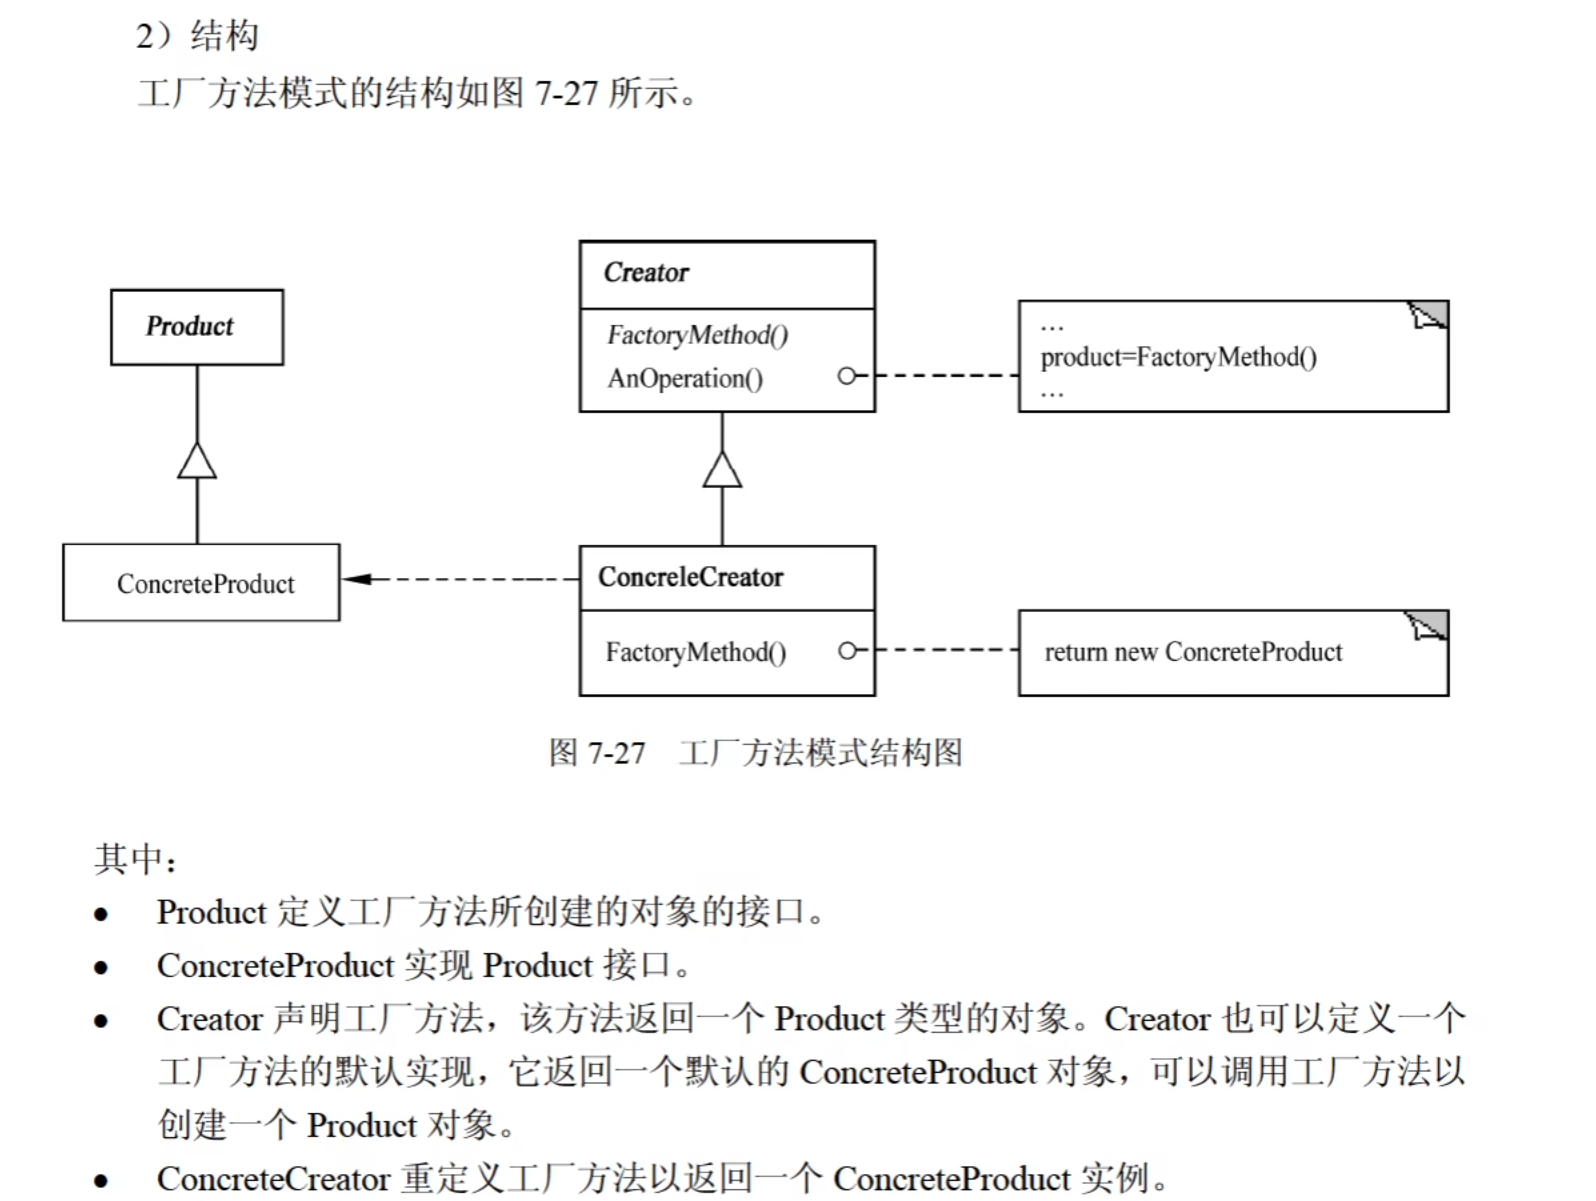 2）结构
工厂方法模式的结构如图 7-27 所示。
Creator
Product
FactoryMethod()
AnOperation()
...
product=FactoryMethod()
...
ConcreteProduct
ConcreleCreator
FactoryMethod()
return new ConcreteProduct
图 7-27 工厂方法模式结构图
其中：
● Product 定义工厂方法所创建的对象的接口。
● ConcreteProduct 实现 Product 接口。
● Creator 声明工厂方法，该方法返回一个 Product 类型的对象。Creator 也可以定义一个
工厂方法的默认实现，它返回一个默认的 ConcreteProduct 对象，可以调用工厂方法以
创建一个 Product 对象。
● ConcreteCreator 重定义工厂方法以返回一个 ConcreteProduct 实例。